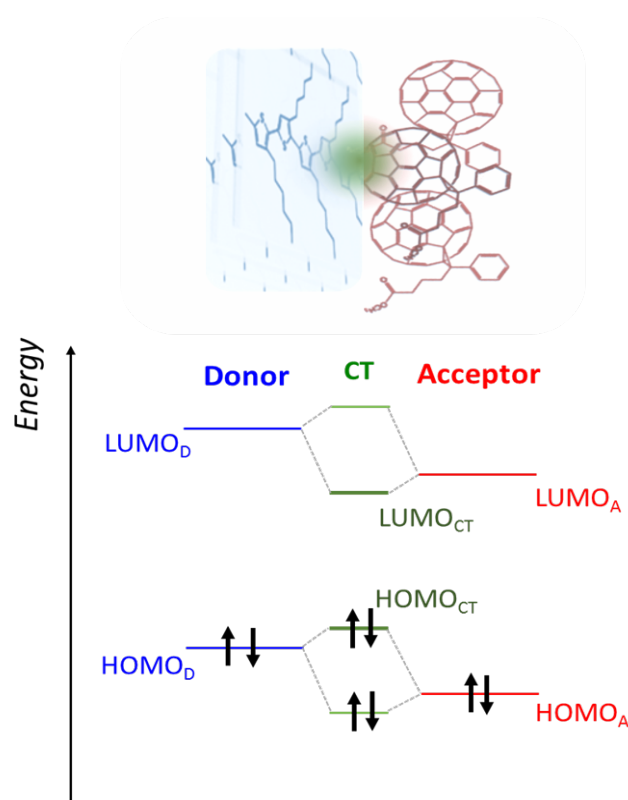 Energy
Donor
CT
Acceptor
LUMO_D
LUMO_A
LUMO_CT
HOMO_CT
HOMO_D
HOMO_A